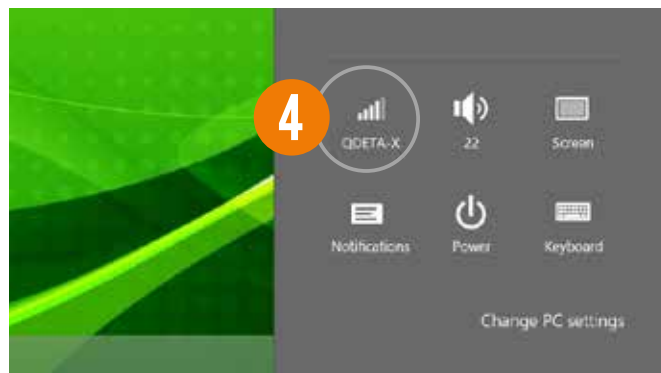 4
QDETA-X 22 Screen
Notifications Power Keyboard
Change PC settings